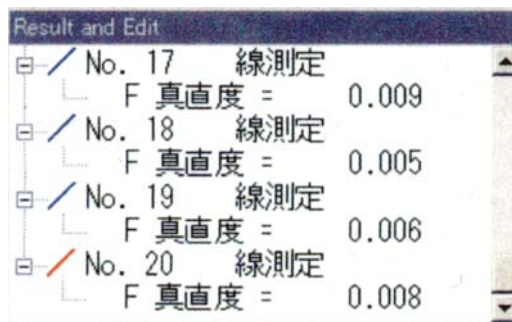 Result and Edit
No. 17 線測定
F 真直度 = 0.009
No. 18 線測定
F 真直度 = 0.005
No. 19 線測定
F 真直度 = 0.006
No. 20 線測定
F 真直度 = 0.008